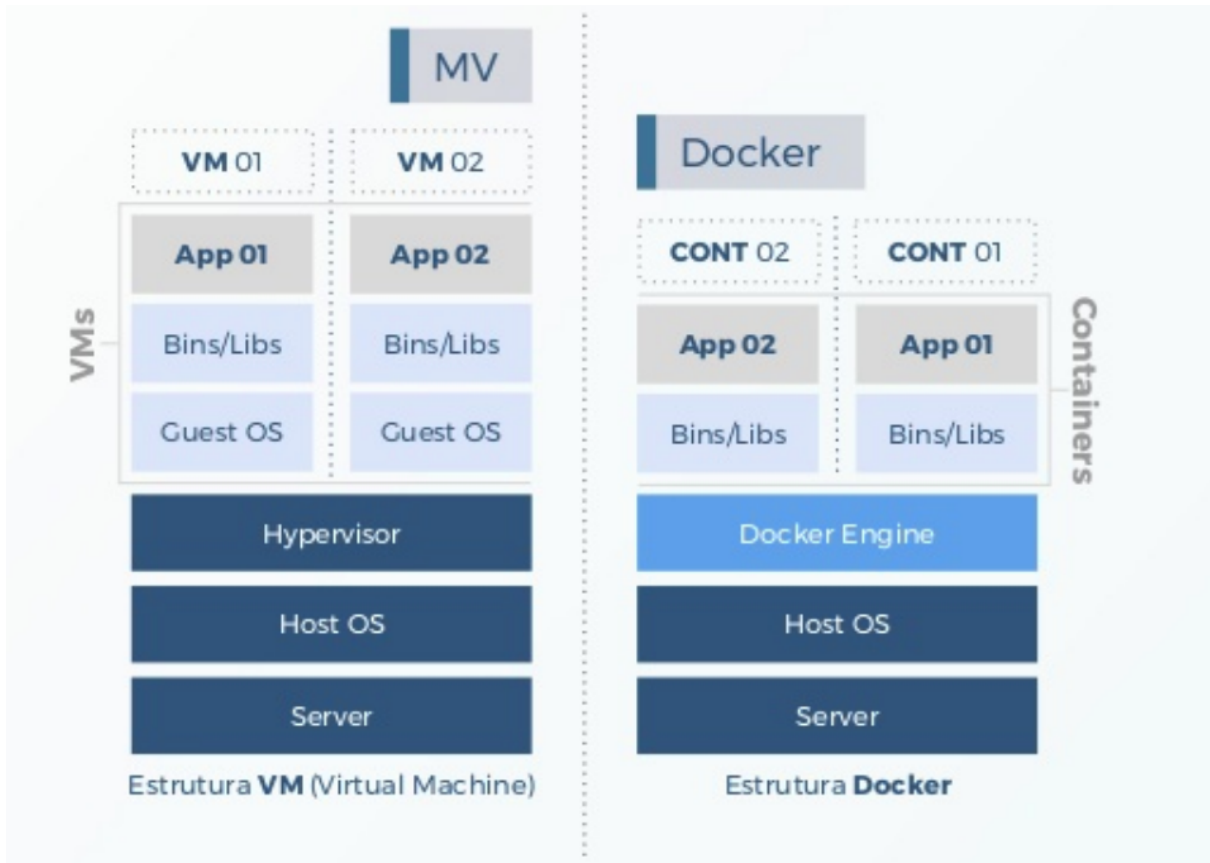 MV
VM 01
VM 02
App 01
App 02
Bins/Libs
Bins/Libs
Guest OS
Guest OS
VMs
Hypervisor
Host OS
Server
Estrutura VM (Virtual Machine)
Docker
CONT 02
CONT 01
App 02
App 01
Bins/Libs
Bins/Libs
Containers
Docker Engine
Host OS
Server
Estrutura Docker